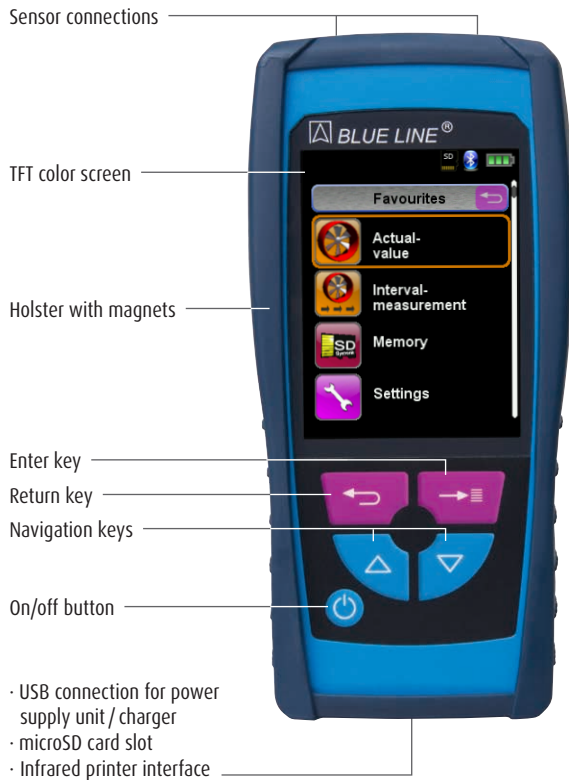 Sensor connections
BLUE LINE®
SD
TFT color screen
Favourites
Actual-
value
Interval-
measurement
Holster with magnets
SD
Memory
Settings
Enter key
Return key
Navigation keys
On/off button
· USB connection for power
supply unit / charger
· microSD card slot
· Infrared printer interface